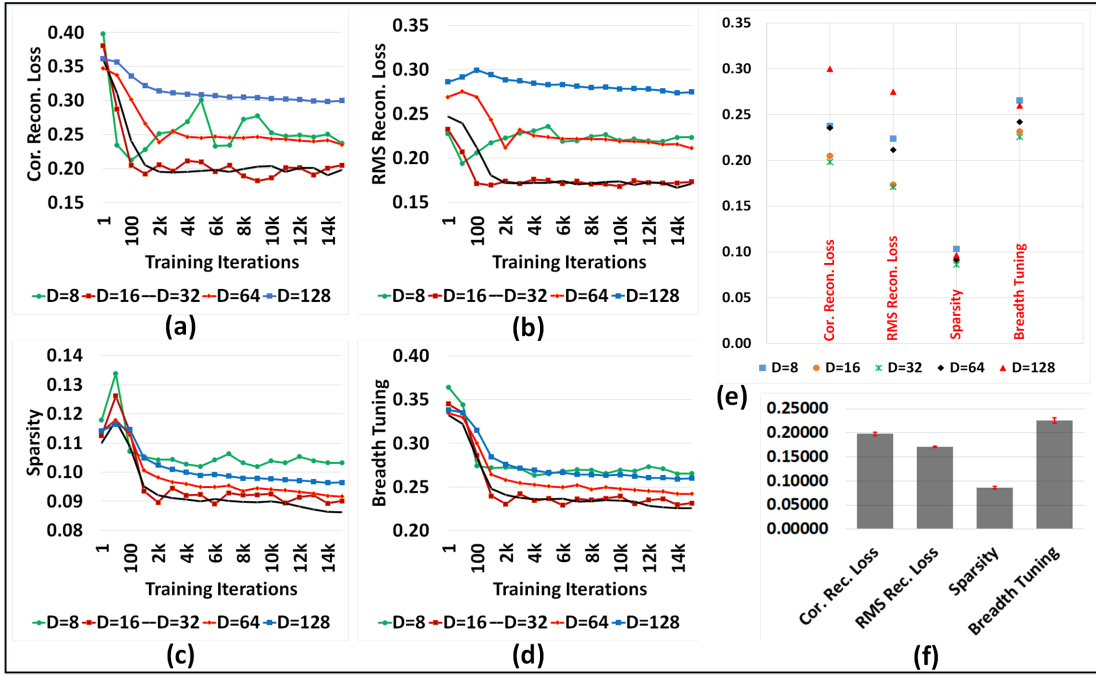 Cor. Recon. Loss
0.40
0.35
0.30
0.25
0.20
0.15
1 100 2k 4k 6k 8k 10k 12k 14k
Training Iterations
D=8 D=16 D=32 D=64 D=128
(a)
RMS Recon. Loss
0.35
0.30
0.25
0.20
0.15
1 100 2k 4k 6k 8k 10k 12k 14k
Training Iterations
D=8 D=16 D=32 D=64 D=128
(b)
Sparsity
0.14
0.13
0.12
0.11
0.10
0.09
0.08
1 100 2k 4k 6k 8k 10k 12k 14k
Training Iterations
D=8 D=16 D=32 D=64 D=128
(c)
Breadth Tuning
0.40
0.35
0.30
0.25
0.20
1 100 2k 4k 6k 8k 10k 12k 14k
Training Iterations
D=8 D=16 D=32 D=64 D=128
(d)
0.35
0.30
0.25
0.20
0.15
0.10
0.05
0.00
Cor. Recon. Loss
RMS Recon. Loss
Sparsity
Breadth Tuning
D=8 D=16 D=32 D=64 D=128
(e)
0.25000
0.20000
0.15000
0.10000
0.05000
0.00000
Cor. Rec. Loss
RMS Rec. Loss
Sparsity
Breadth Tuning
(f)